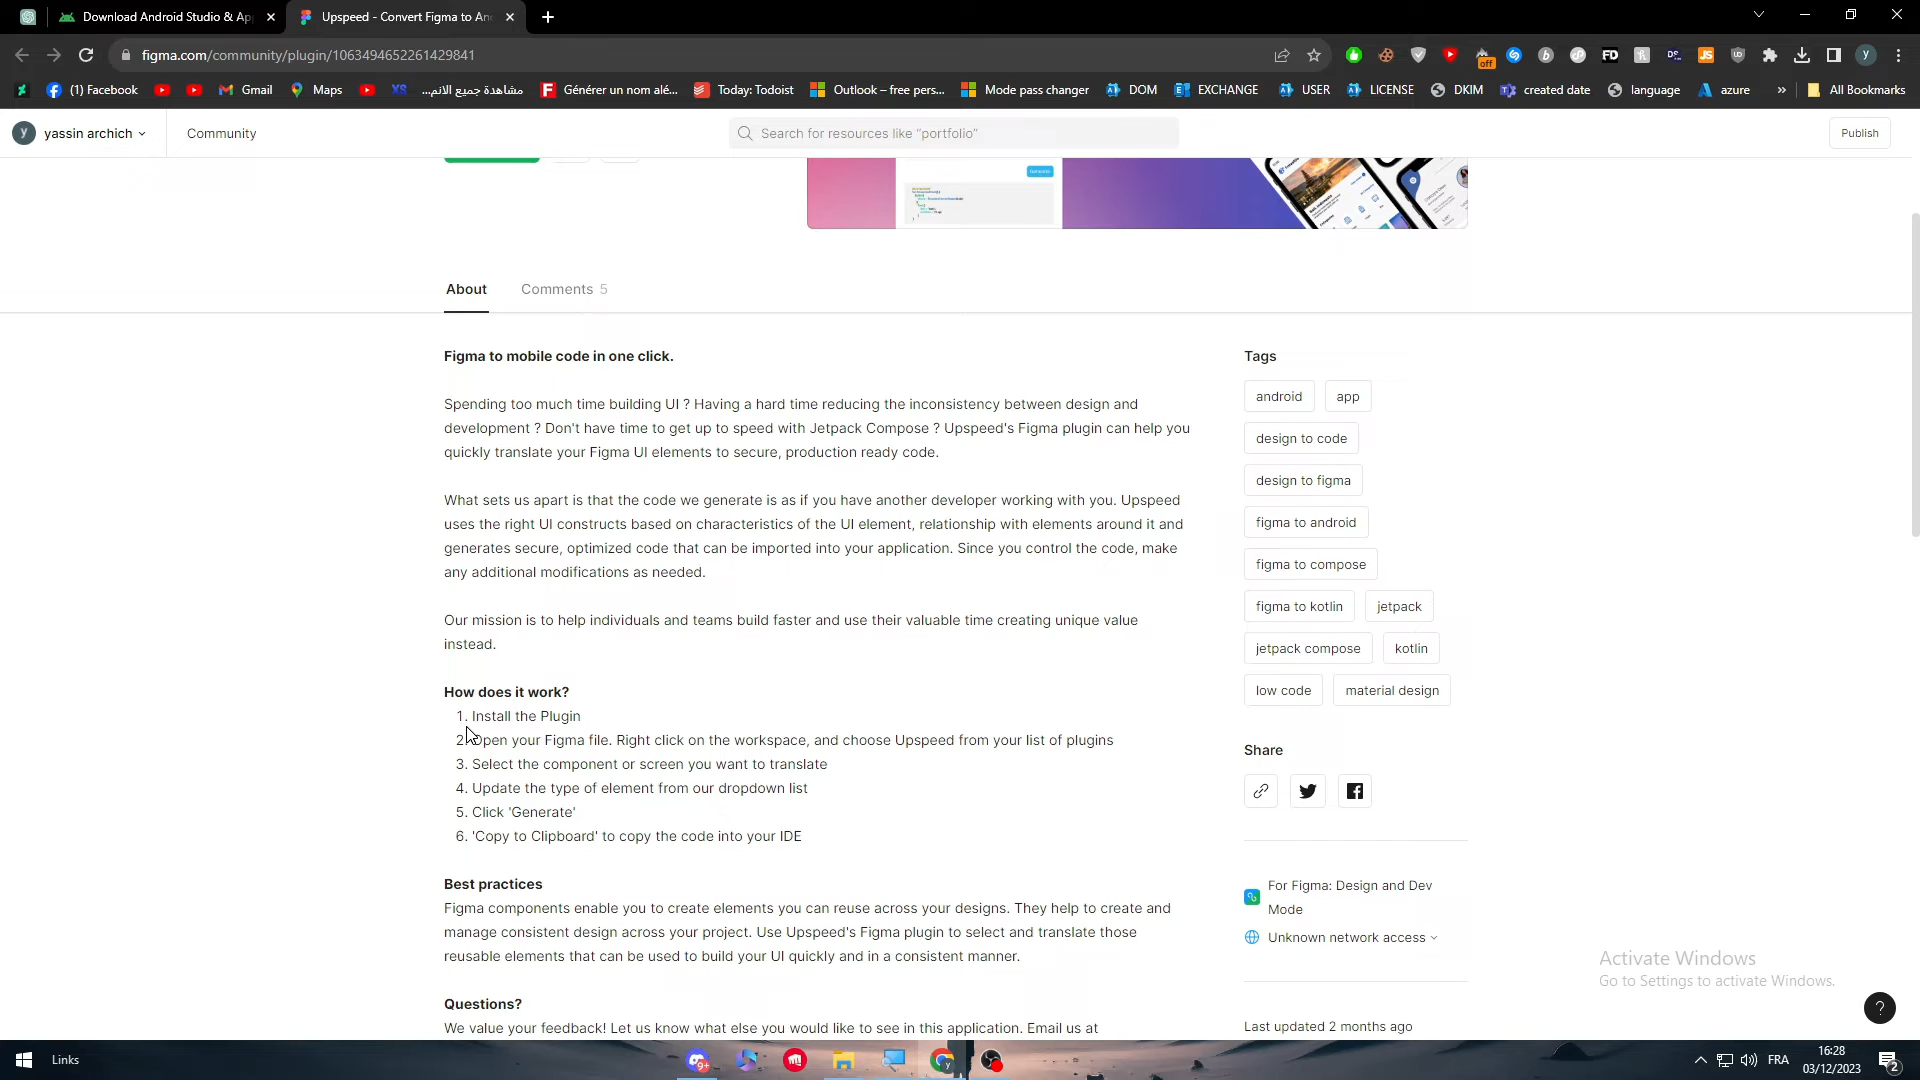 Download Android Studio & Ap
Upspeed - Convert Figma to An
figma.com/community/plugin/1063494652261429841
off
FD
JS
y
(1) Facebook
Gmail
Maps
XS
مشاهدة جميع الانم...
Générer un nom alé...
Today: Todoist
Outlook – free pers...
Mode pass changer
DOM
EXCHANGE
USER
LICENSE
DKIM
created date
language
azure
»
All Bookmarks
y
yassin archich
Community
Search for resources like “portfolio”
Publish
About
Comments 5
Figma to mobile code in one click.
Spending too much time building UI ? Having a hard time reducing the inconsistency between design and
development ? Don't have time to get up to speed with Jetpack Compose ? Upspeed's Figma plugin can help you
quickly translate your Figma UI elements to secure, production ready code.
What sets us apart is that the code we generate is as if you have another developer working with you. Upspeed
uses the right UI constructs based on characteristics of the UI element, relationship with elements around it and
generates secure, optimized code that can be imported into your application. Since you control the code, make
any additional modifications as needed.
Our mission is to help individuals and teams build faster and use their valuable time creating unique value
instead.
How does it work?
1. Install the Plugin
2. Open your Figma file. Right click on the workspace, and choose Upspeed from your list of plugins
3. Select the component or screen you want to translate
4. Update the type of element from our dropdown list
5. Click 'Generate'
6. 'Copy to Clipboard' to copy the code into your IDE
Best practices
Figma components enable you to create elements you can reuse across your designs. They help to create and
manage consistent design across your project. Use Upspeed's Figma plugin to select and translate those
reusable elements that can be used to build your UI quickly and in a consistent manner.
Questions?
We value your feedback! Let us know what else you would like to see in this application. Email us at
Tags
android
app
design to code
design to figma
figma to android
figma to compose
figma to kotlin
jetpack
jetpack compose
kotlin
low code
material design
Share
For Figma: Design and Dev
Mode
Unknown network access
Last updated 2 months ago
Activate Windows
Go to Settings to activate Windows.
?
Links
9+
FRA
16:28
03/12/2023
2